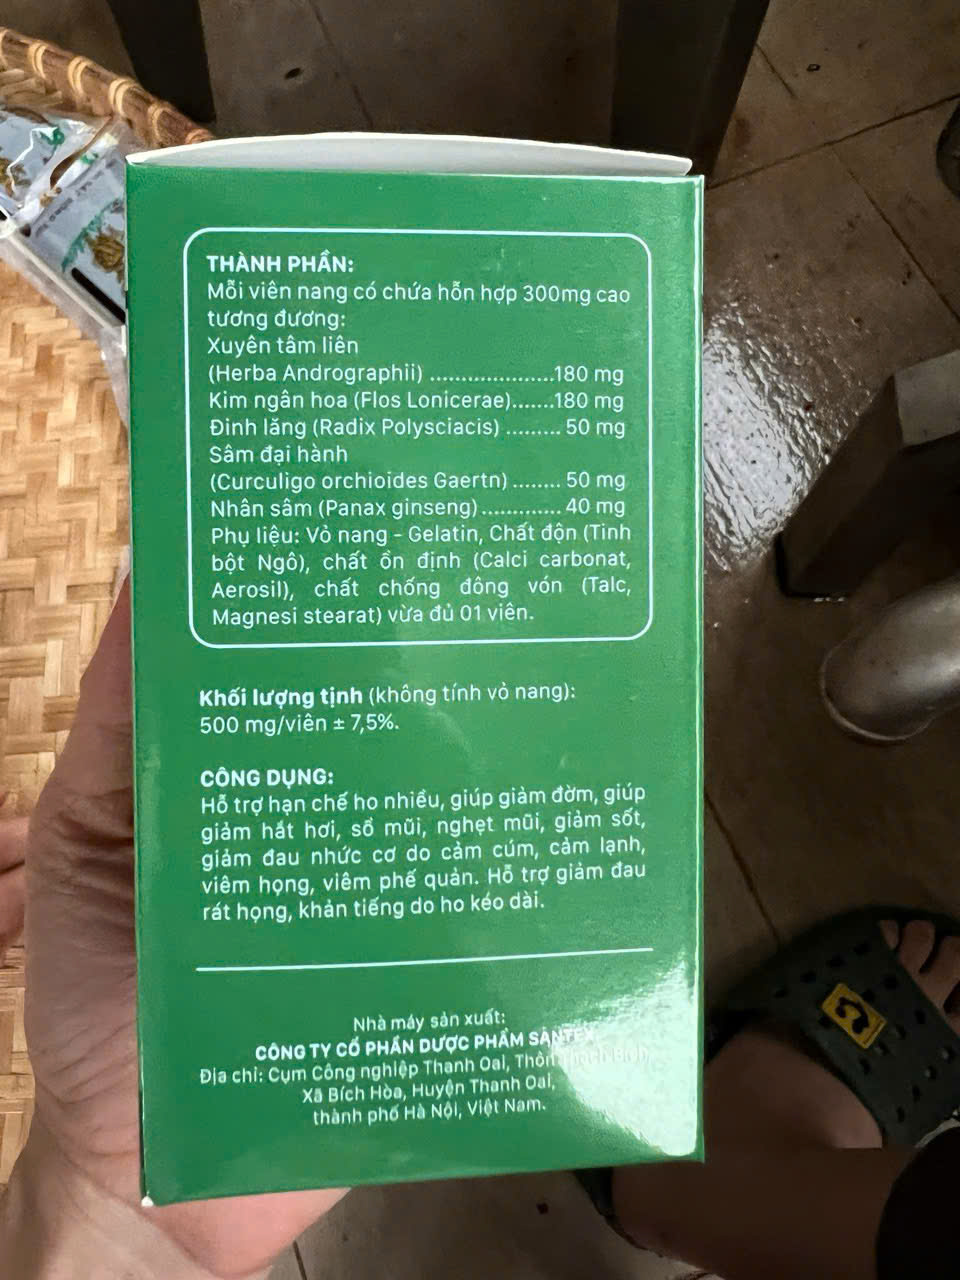 THÀNH PHẦN:
Mỗi viên nang có chứa hỗn hợp 300mg cao
tương đương:
Xuyên tâm liên
(Herba Andrographii) ....................180 mg
Kim ngân hoa (Flos Lonicerae).......180 mg
Đinh lăng (Radix Polysciacis) ......... 50 mg
Sâm đại hành
(Curculigo orchioides Gaertn) ........ 50 mg
Nhân sâm (Panax ginseng)............. 40 mg
Phụ liệu: Vỏ nang - Gelatin, Chất độn (Tinh
bột Ngô), chất ổn định (Calci carbonat,
Aerosil), chất chống đông vón (Talc,
Magnesi stearat) vừa đủ 01 viên.
Khối lượng tịnh (không tính vỏ nang):
500 mg/viên ± 7,5%.
CÔNG DỤNG:
Hỗ trợ hạn chế ho nhiều, giúp giảm đờm, giúp
giảm hắt hơi, sổ mũi, nghẹt mũi, giảm sốt,
giảm đau nhức cơ do cảm cúm, cảm lạnh,
viêm họng, viêm phế quản. Hỗ trợ giảm đau
rát họng, khản tiếng do ho kéo dài.
Nhà máy sản xuất:
CÔNG TY CỔ PHẦN DƯỢC PHẨM SANTEX
Địa chỉ: Cụm Công nghiệp Thanh Oai, Thôn Thạch Bích,
Xã Bích Hòa, Huyện Thanh Oai,
thành phố Hà Nội, Việt Nam.